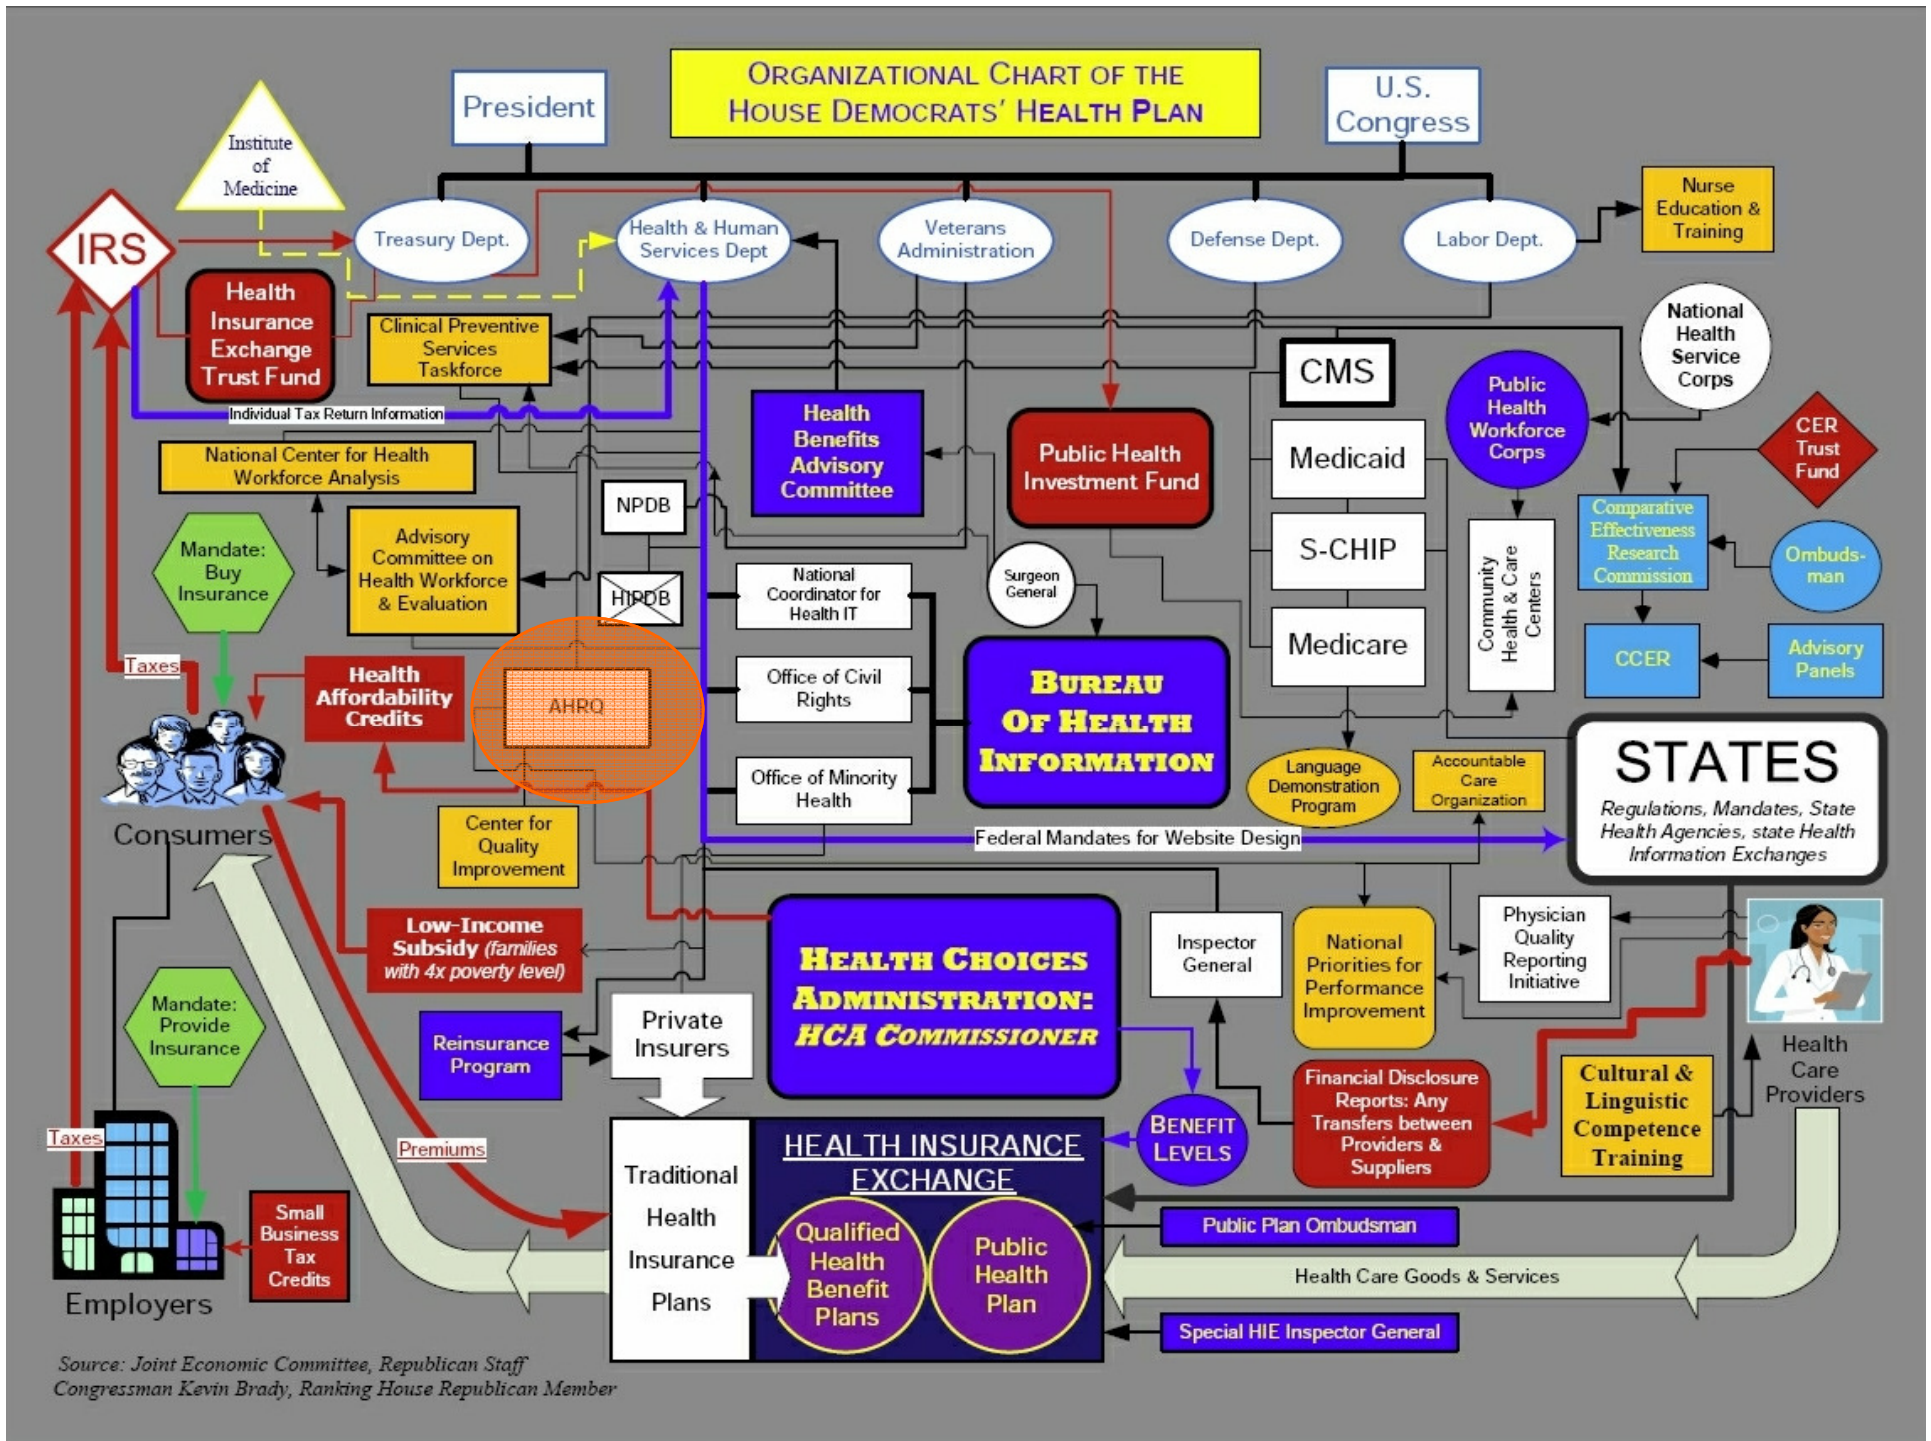 ORGANIZATIONAL CHART OF THE
HOUSE DEMOCRATS' HEALTH PLAN
President
U.S.
Congress
Institute
of
Medicine
IRS
Treasury Dept.
Health & Human
Services Dept
Veterans
Administration
Defense Dept.
Labor Dept.
Nurse
Education &
Training
Health
Insurance
Exchange
Trust Fund
Clinical Preventive
Services
Taskforce
CMS
National
Health
Service
Corps
Public
Health
Workforce
Corps
Individual Tax Return Information
Health
Benefits
Advisory
Committee
Public Health
Investment Fund
Medicaid
CER
Trust
Fund
National Center for Health
Workforce Analysis
NPDB
Comparative
Effectiveness
Research
Commission
Mandate:
Buy
Insurance
Advisory
Committee on
Health Workforce
& Evaluation
HIPDB
National
Coordinator for
Health IT
Surgeon
General
S-CHIP
Community
Health & Care
Centers
Ombuds-
man
Medicare
CCER
Advisory
Panels
Taxes
Health
Affordability
Credits
AHRQ
Office of Civil
Rights
BUREAU
OF HEALTH
INFORMATION
Office of Minority
Health
Language
Demonstration
Program
Accountable
Care
Organization
STATES
Regulations, Mandates, State
Health Agencies, state Health
Information Exchanges
Consumers
Center for
Quality
Improvement
Federal Mandates for Website Design
Low-Income
Subsidy (families
with 4x poverty level)
HEALTH CHOICES
ADMINISTRATION:
HCA COMMISSIONER
Inspector
General
National
Priorities for
Performance
Improvement
Physician
Quality
Reporting
Initiative
Mandate:
Provide
Insurance
Reinsurance
Program
Private
Insurers
Health
Care
Providers
Financial Disclosure
Reports: Any
Transfers between
Providers &
Suppliers
Cultural &
Linguistic
Competence
Training
Taxes
Premiums
BENEFIT
LEVELS
Traditional
Health
Insurance
Plans
HEALTH INSURANCE
EXCHANGE
Qualified
Health
Benefit
Plans
Public
Health
Plan
Public Plan Ombudsman
Small
Business
Tax
Credits
Health Care Goods & Services
Employers
Special HIE Inspector General
Source: Joint Economic Committee, Republican Staff
Congressman Kevin Brady, Ranking House Republican Member